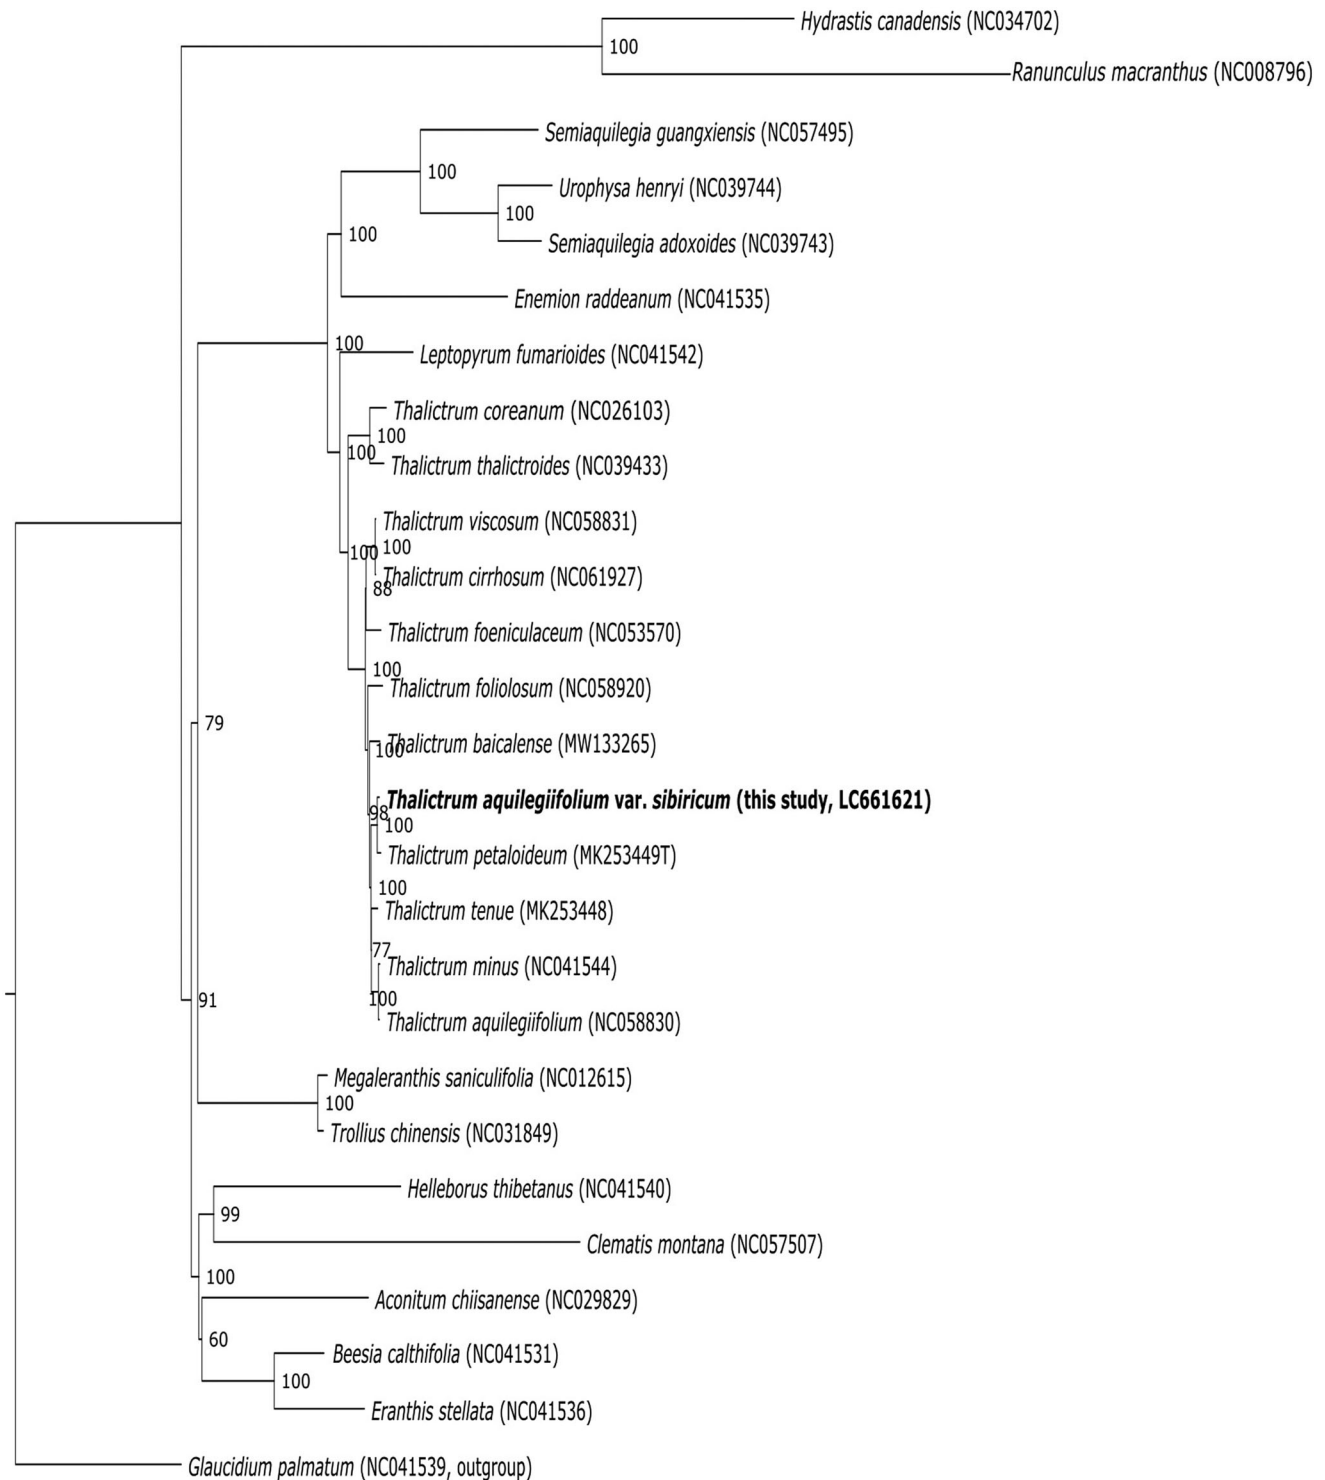 Hydrastis canadensis (NC034702)
100
Ranunculus macranthus (NC008796)
Semiaquilegia guangxiensis (NC057495)
100
Urophysa henryi (NC039744)
100
Semiaquilegia adoxoides (NC039743)
100
Enemion raddeanum (NC041535)
100
Leptopyrum fumarioides (NC041542)
Thalictrum coreanum (NC026103)
100
100
Thalictrum thalictroides (NC039433)
Thalictrum viscosum (NC058831)
100
100
Thalictrum cirrhosum (NC061927)
88
Thalictrum foeniculaceum (NC053570)
100
Thalictrum foliolosum (NC058920)
Thalictrum baicalense (MW133265)
100
Thalictrum aquilegiifolium var. sibiricum (this study, LC661621)
98
100
Thalictrum petaloideum (MK253449T)
100
Thalictrum tenue (MK253448)
77
Thalictrum minus (NC041544)
100
Thalictrum aquilegiifolium (NC058830)
79
91
Megaleranthis saniculifolia (NC012615)
100
Trollius chinensis (NC031849)
Helleborus thibetanus (NC041540)
99
Clematis montana (NC057507)
100
Aconitum chiisanense (NC029829)
60
Beesia calthifolia (NC041531)
100
Eranthis stellata (NC041536)
Glaucidium palmatum (NC041539, outgroup)